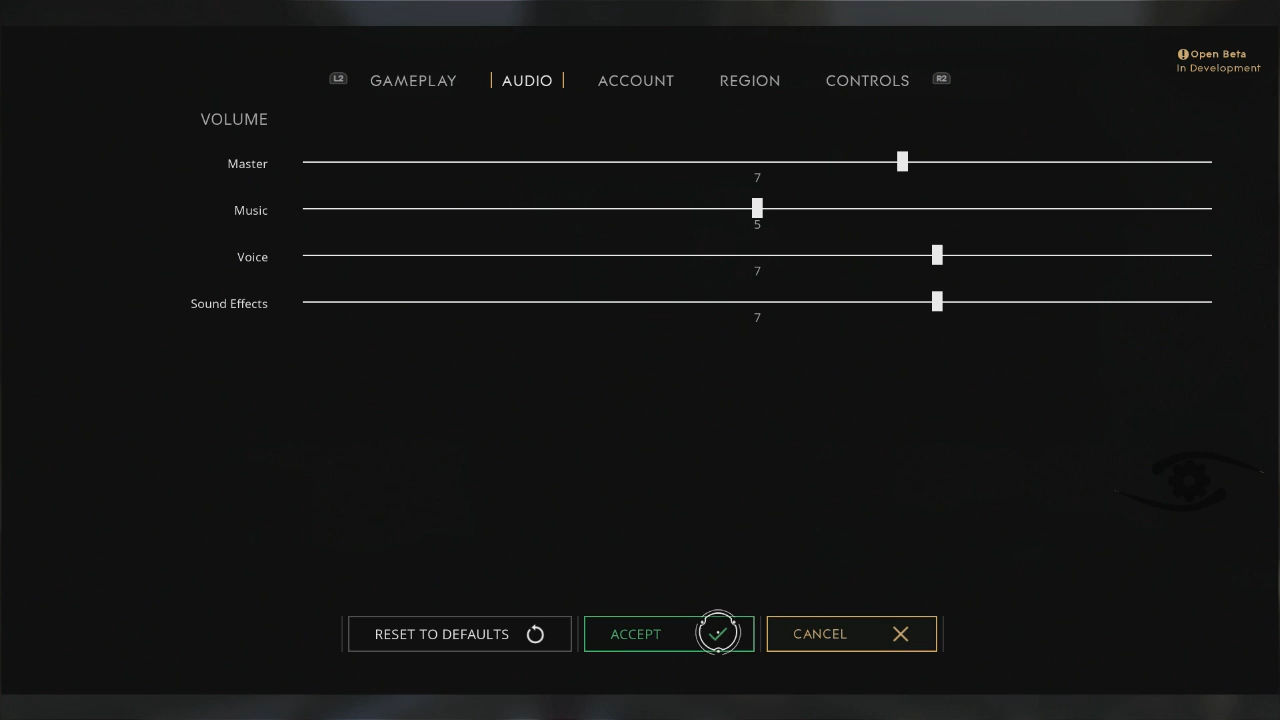 Open Beta
In Development
L2 GAMEPLAY AUDIO ACCOUNT REGION CONTROLS R2
VOLUME
Master
7
Music
5
Voice
7
Sound Effects
7
RESET TO DEFAULTS ACCEPT CANCEL